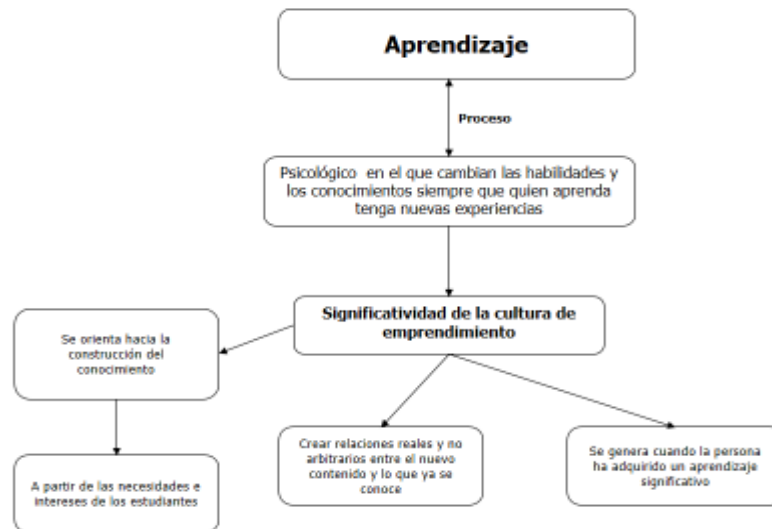 Aprendizaje
Proceso
Psicológico en el que cambian las habilidades y
los conocimientos siempre que quien aprenda
tenga nuevas experiencias
Significatividad de la cultura de
emprendimiento
Se orienta hacia la
construcción del
conocimiento
Crear relaciones reales y no
arbitrarios entre el nuevo
contenido y lo que ya se
conoce
Se genera cuando la persona
ha adquirido un aprendizaje
significativo
A partir de las necesidades e
intereses de los estudiantes